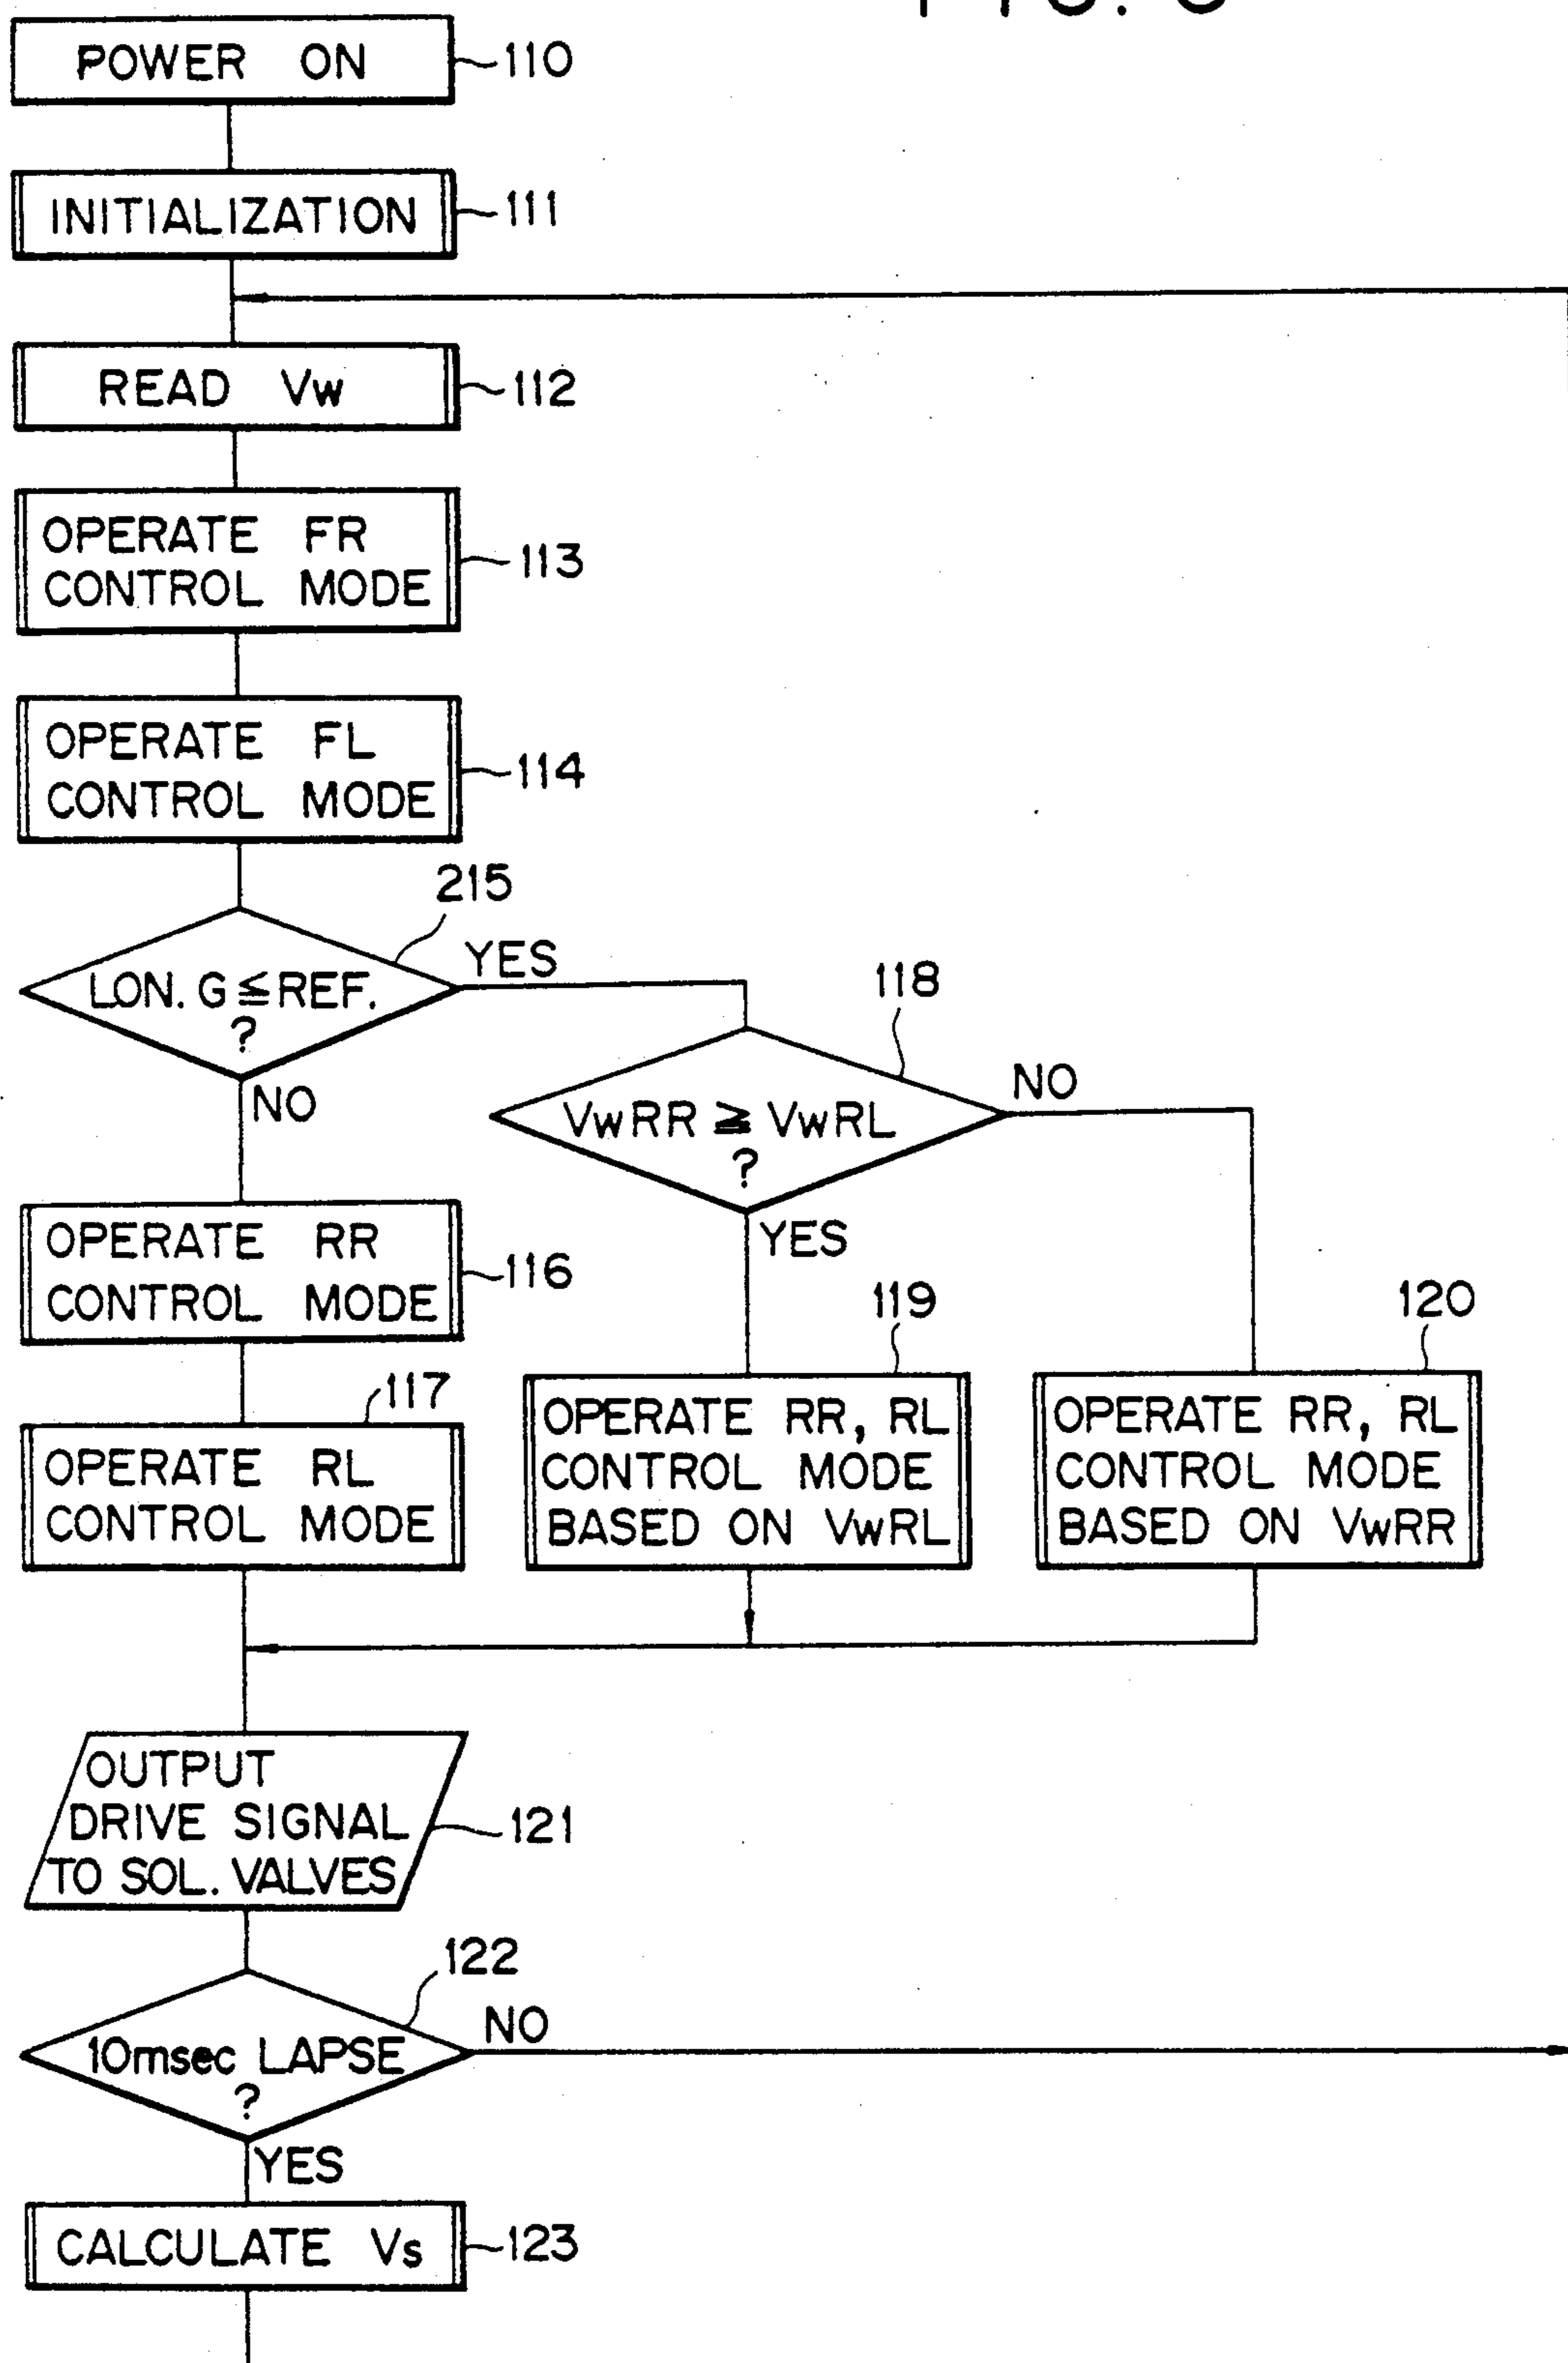 POWER ON
110
INITIALIZATION
111
READ Vw
112
OPERATE FR
CONTROL MODE
113
OPERATE FL
CONTROL MODE
114
215
LON. G ≦ REF.
?
YES
NO
118
VwRR ≧ VwRL
?
NO
YES
OPERATE RR
CONTROL MODE
116
117
OPERATE RL
CONTROL MODE
119
OPERATE RR, RL
CONTROL MODE
BASED ON VwRL
120
OPERATE RR, RL
CONTROL MODE
BASED ON VwRR
OUTPUT
DRIVE SIGNAL
TO SOL. VALVES
121
122
10msec LAPSE
?
NO
YES
CALCULATE Vs
123